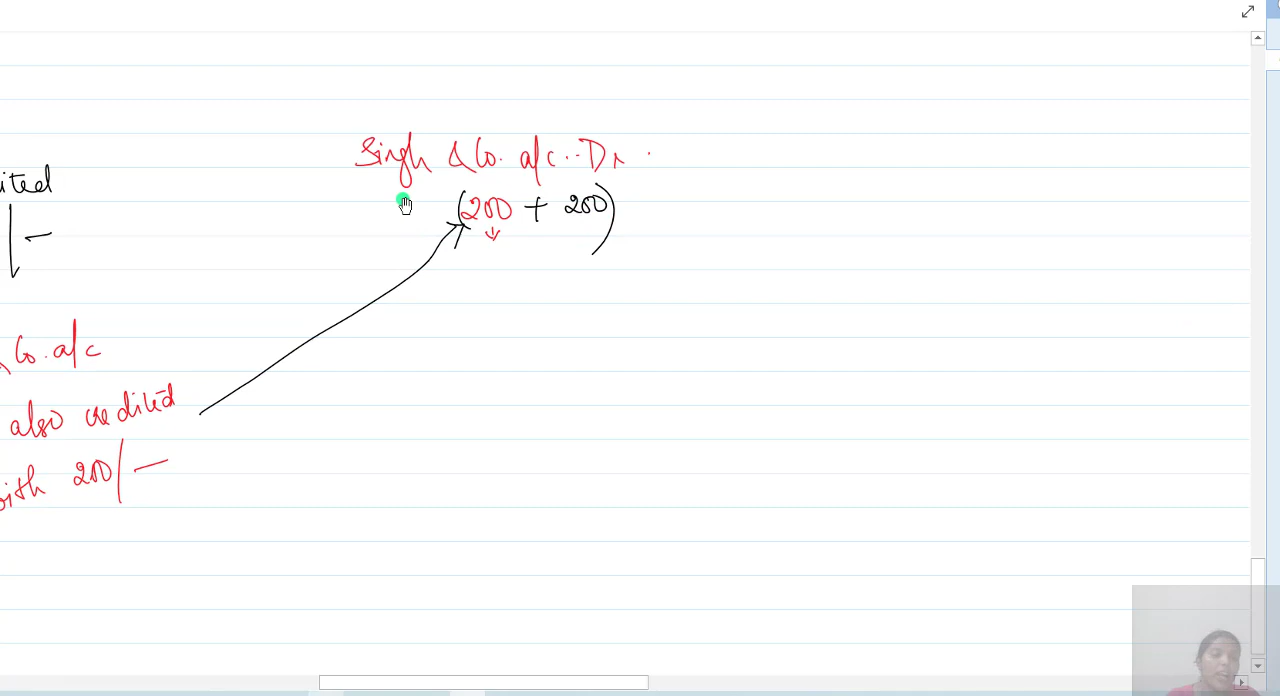 Singh & Co. a/c...Dr.
(200 + 200)
ited
& Co. a/c
also credited
with 200/-